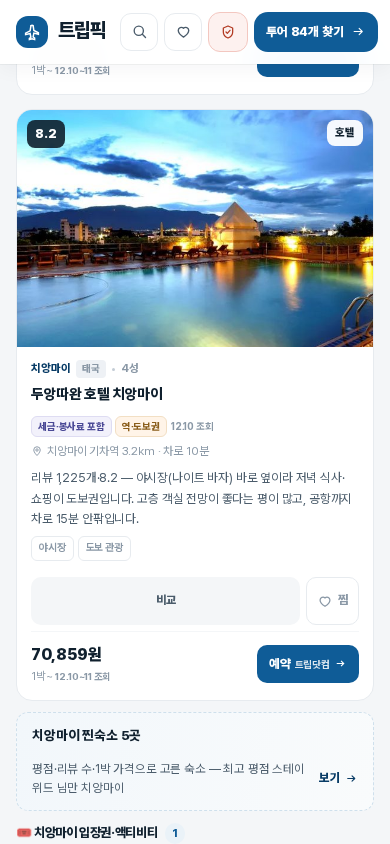 트립픽
투어 84개 찾기 →
1박~ 12.10~11 조회
8.2
호텔
치앙마이 태국 • 4성
두앙따완 호텔 치앙마이
세금·봉사료 포함 역·도보권 12.10 조회
치앙마이 기차역 3.2km · 차로 10분
리뷰 1,225개·8.2 — 야시장(나이트 바자) 바로 옆이라 저녁 식사·
쇼핑이 도보권입니다. 고층 객실 전망이 좋다는 평이 많고, 공항까지
차로 15분 안팎입니다.
야시장 도보 관광
비교 찜
70,859원
1박~ 12.10~11 조회
예약 트립닷컴 →
치앙마이 찐숙소 5곳
평점·리뷰 수·1박 가격으로 고른 숙소 — 최고 평점 스테이
위드 님만 치앙마이
보기 →
치앙마이 입장권·액티비티 1